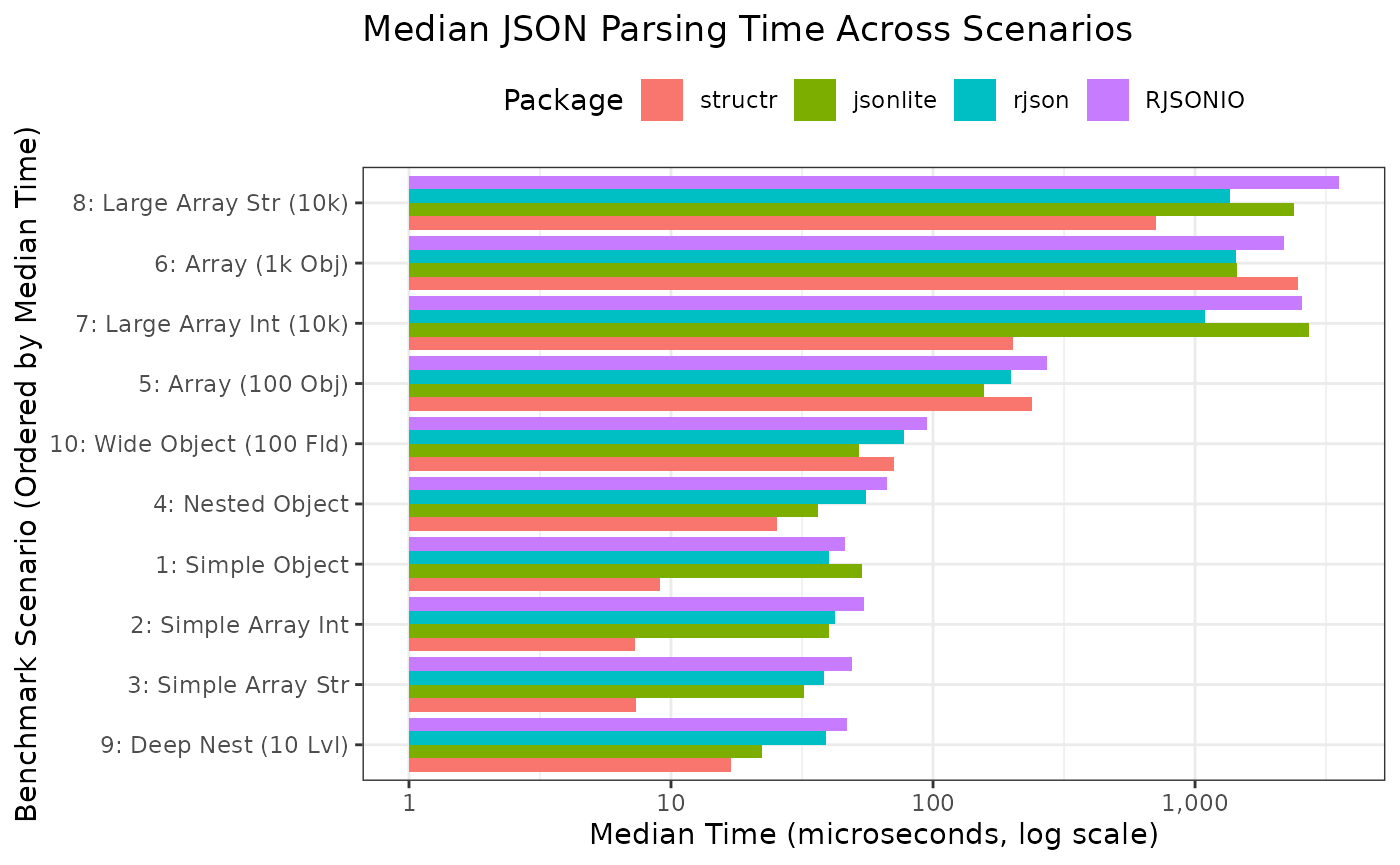 Median JSON Parsing Time Across Scenarios
Package structr jsonlite rjson RJSONIO
Benchmark Scenario (Ordered by Median Time)
8: Large Array Str (10k)
6: Array (1k Obj)
7: Large Array Int (10k)
5: Array (100 Obj)
10: Wide Object (100 Fld)
4: Nested Object
1: Simple Object
2: Simple Array Int
3: Simple Array Str
9: Deep Nest (10 Lvl)
1 10 100 1,000
Median Time (microseconds, log scale)